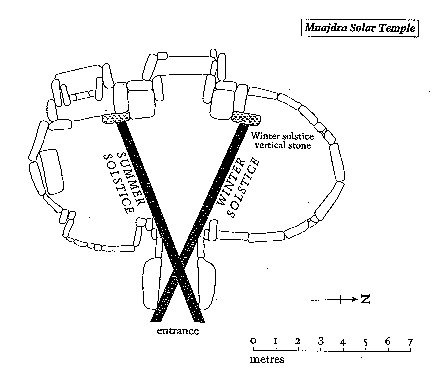 Mnajdra Solar Temple
Winter solstice
vertical stone
SUMMER
SOLSTICE
WINTER
SOLSTICE
N
entrance
0 1 2 3 4 5 6 7
metres